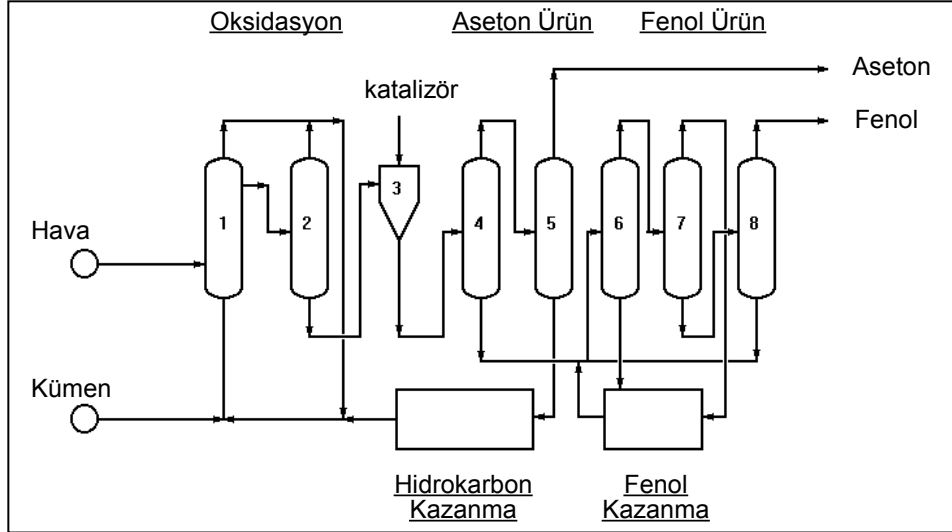 Oksidasyon
Aseton Ürün
Fenol Ürün
Aseton
katalizör
Fenol
3
1
2
4
5
6
7
8
Hava
Kümen
Hidrokarbon
Kazanma
Fenol
Kazanma